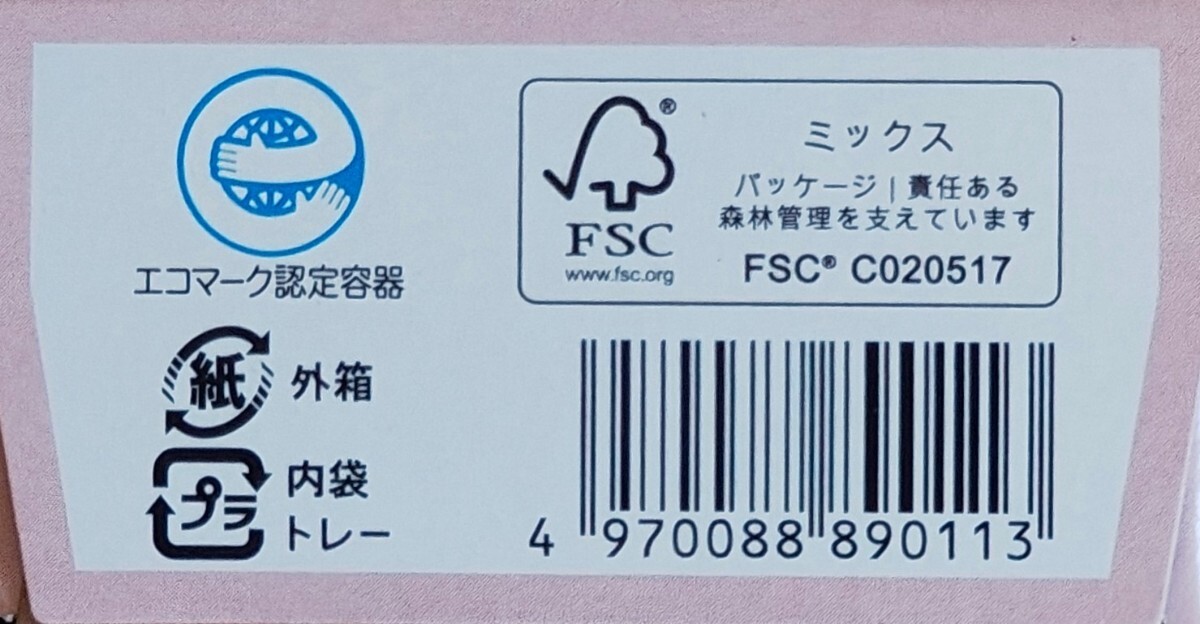 エコマーク認定容器
紙 外箱
プラ 内袋
トレー
®
FSC
www.fsc.org
ミックス
パッケージ | 責任ある
森林管理を支えています
FSC® C020517
4 970088 890113